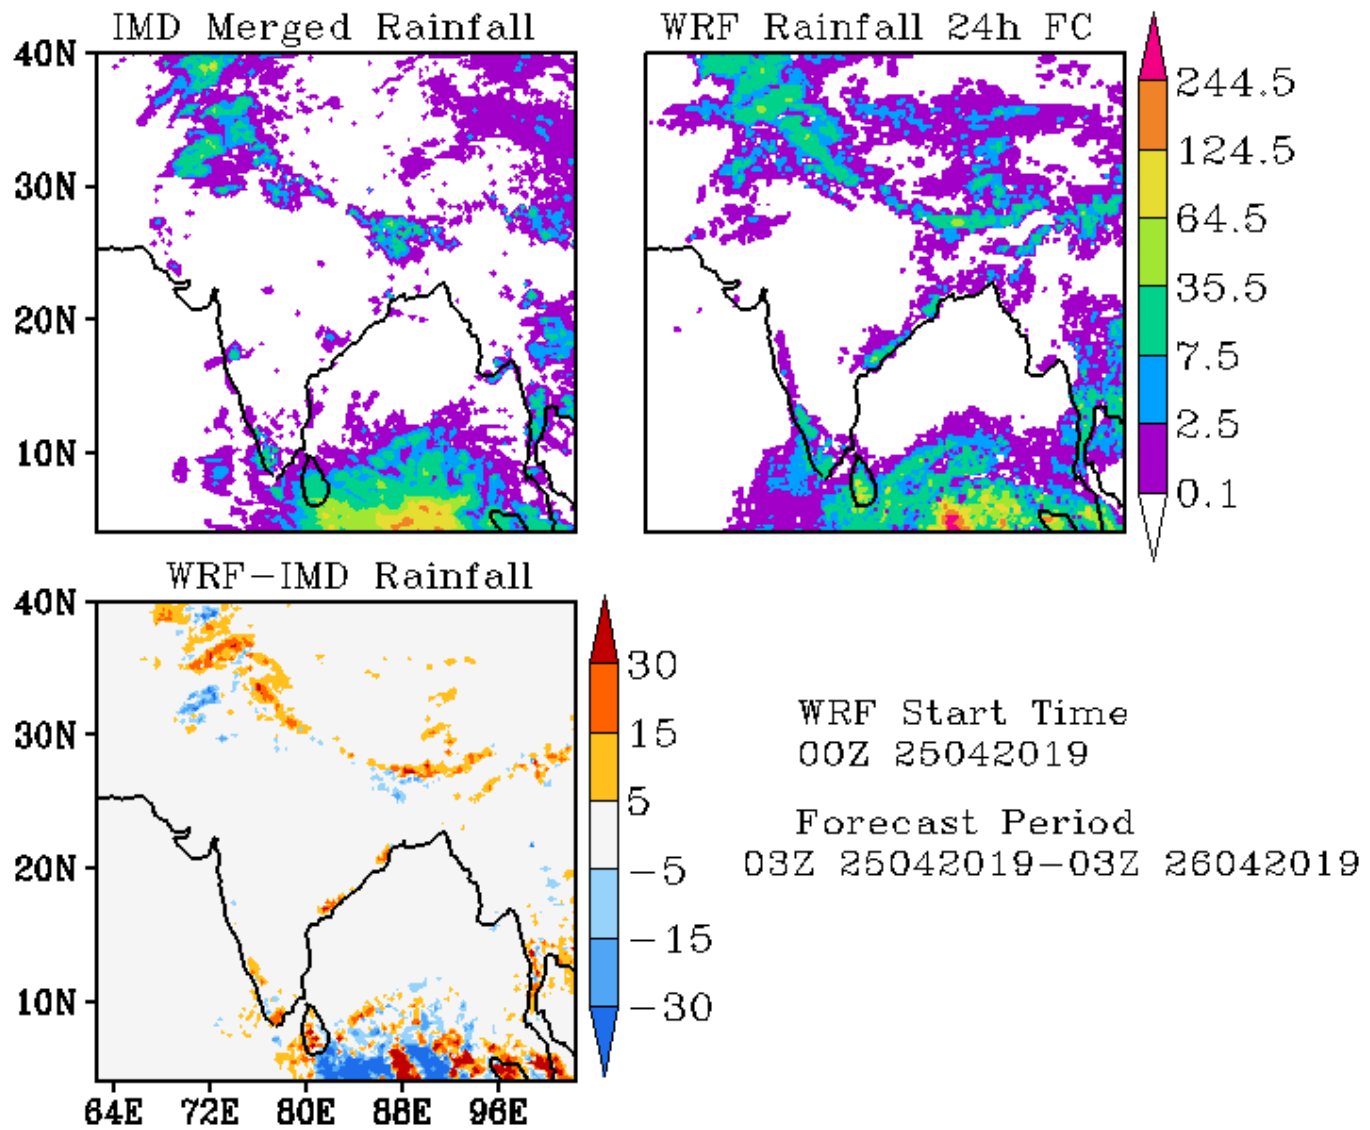 IMD Merged Rainfall
WRF Rainfall 24h FC
40N
30N
20N
10N
244.5
124.5
64.5
35.5
7.5
2.5
0.1
WRF-IMD Rainfall
40N
30N
20N
10N
64E 72E 80E 88E 96E
30
15
5
-5
-15
-30
WRF Start Time
00Z 25042019
Forecast Period
03Z 25042019-03Z 26042019